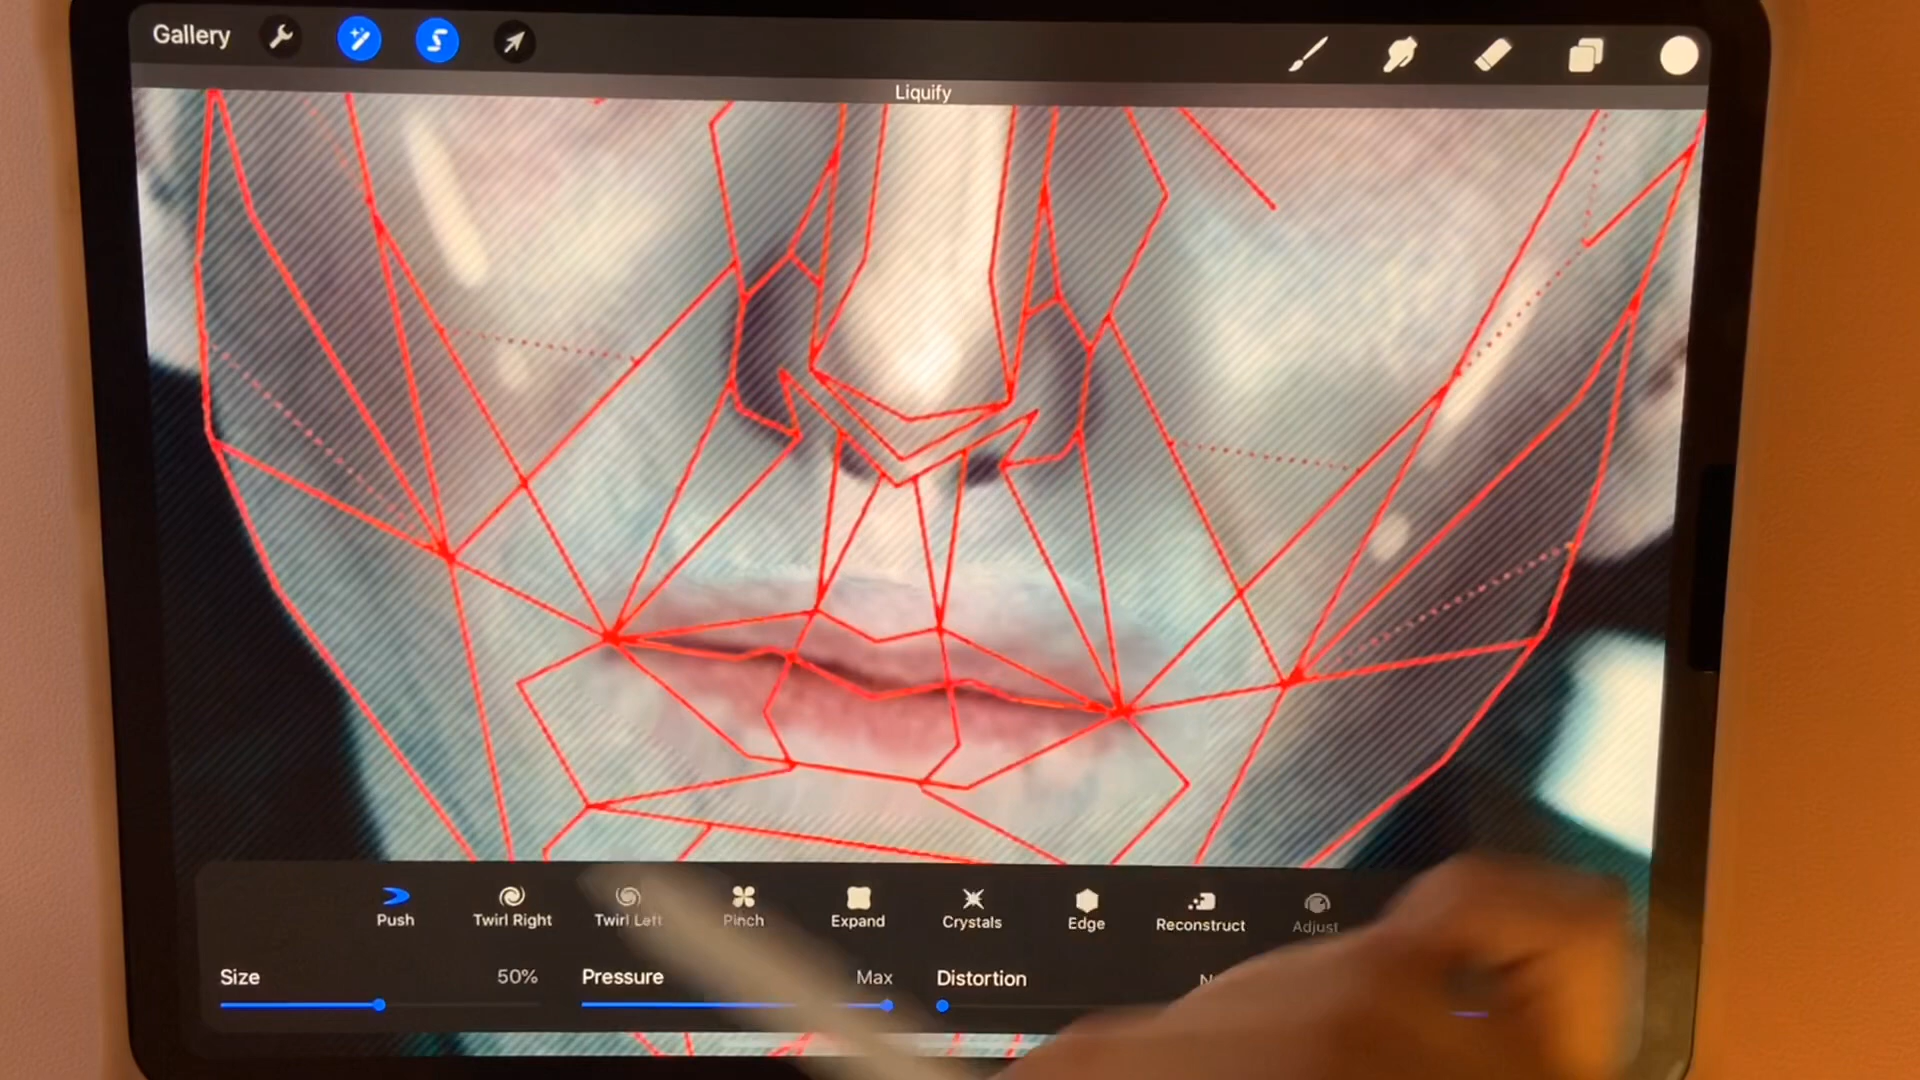 Gallery
Liquify
Push
Twirl Right
Twirl Left
Pinch
Expand
Crystals
Edge
Reconstruct
Adjust
Size 50%
Pressure Max
Distortion